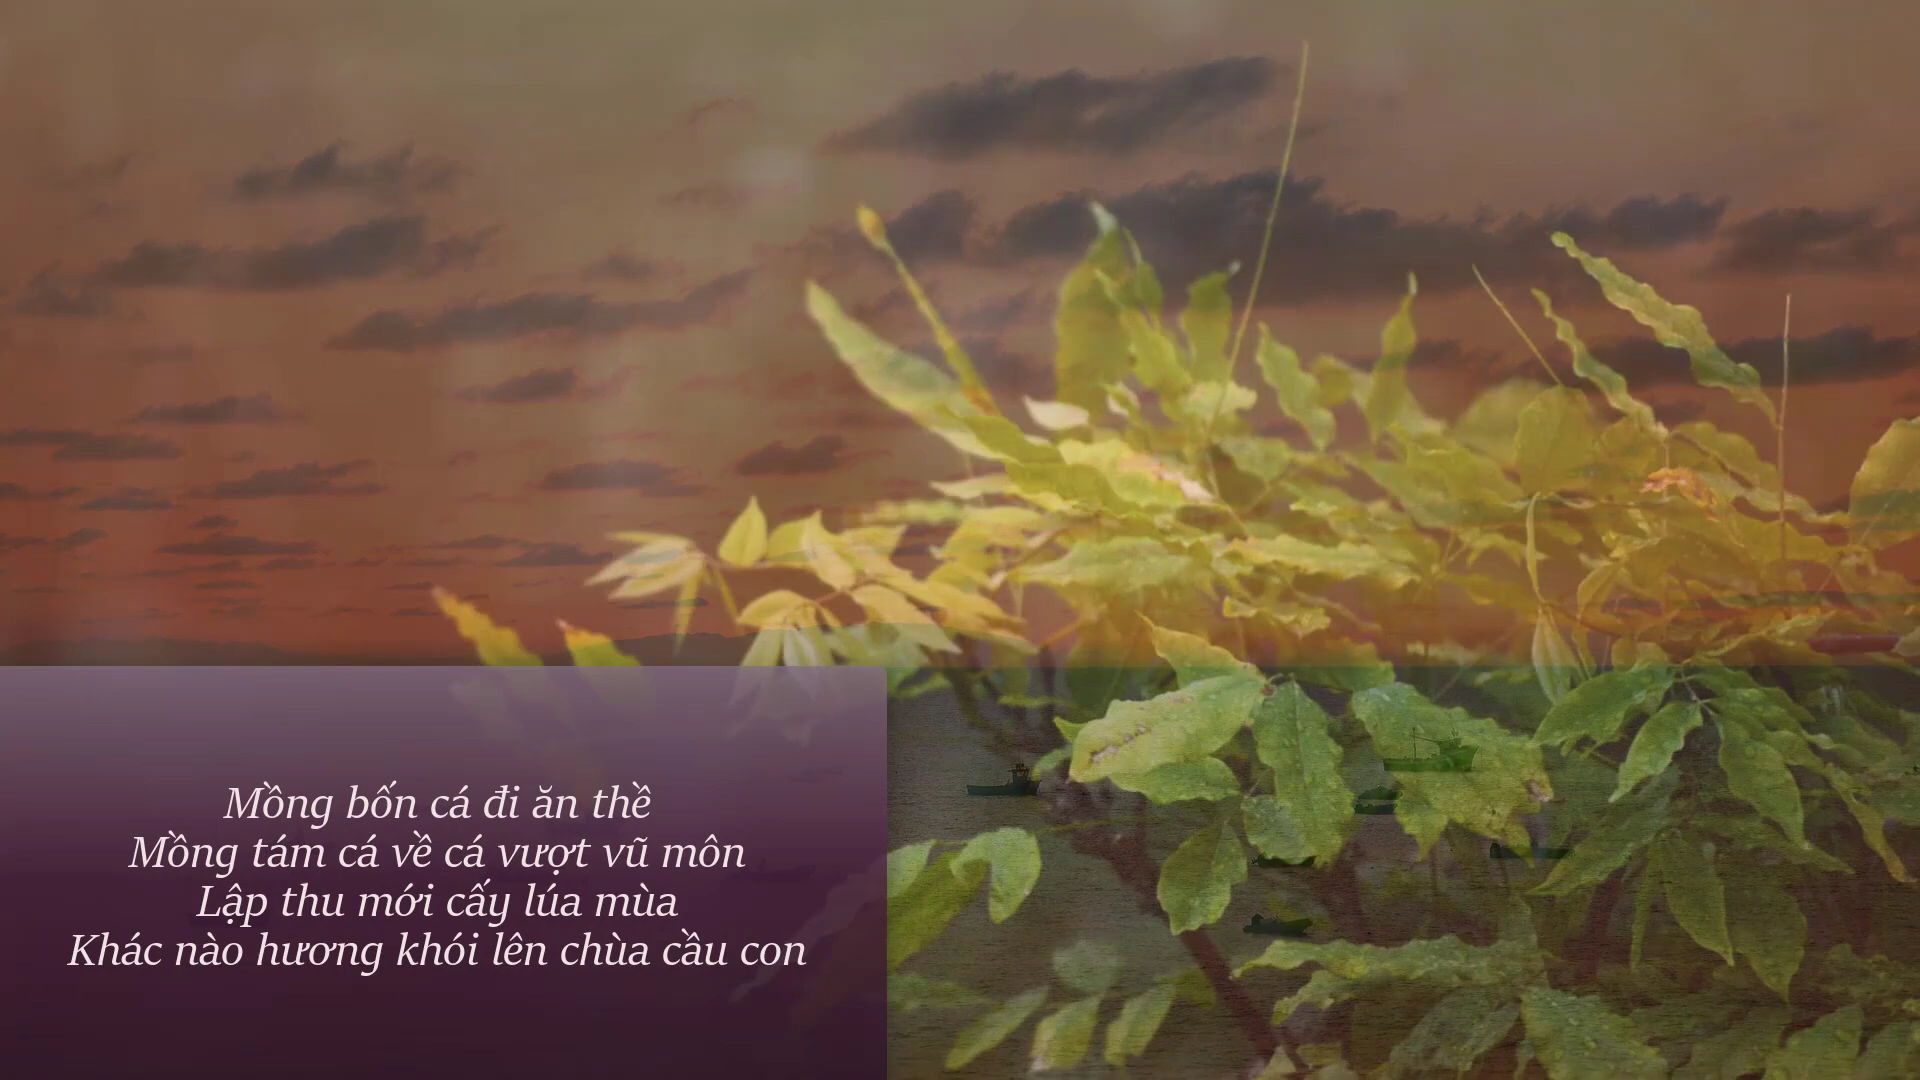 Mồng bốn cá đi ăn thề
Mồng tám cá về cá vượt vũ môn
Lập thu mới cấy lúa mùa
Khác nào hương khói lên chùa cầu con